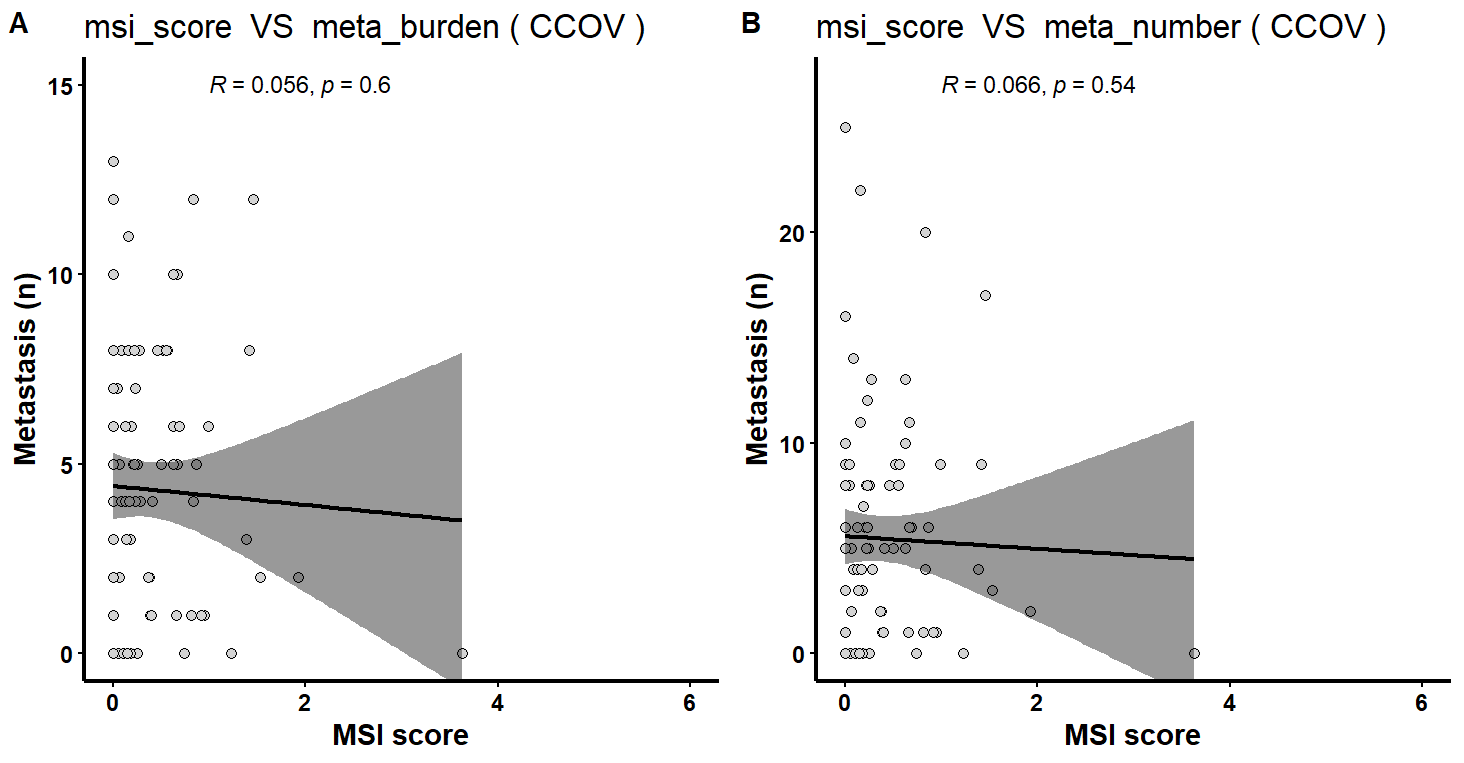 A
msi_score VS meta_burden ( CCOV )
R = 0.056, p = 0.6
15
10
5
0
Metastasis (n)
0 2 4 6
MSI score
B
msi_score VS meta_number ( CCOV )
R = 0.066, p = 0.54
20
10
0
Metastasis (n)
0 2 4 6
MSI score